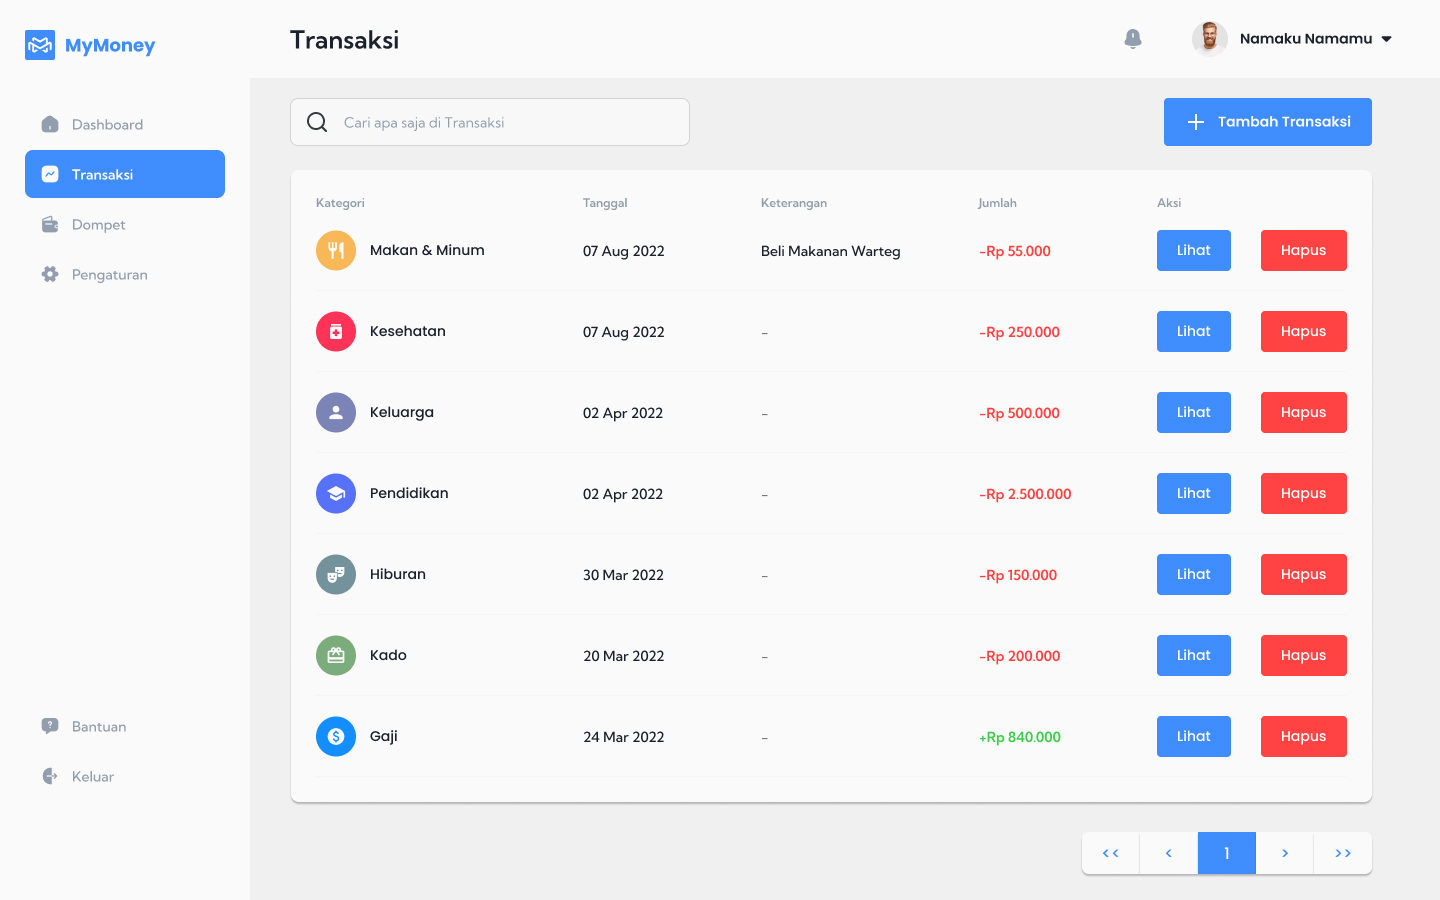 MyMoney
Dashboard
Transaksi
Dompet
Pengaturan
Bantuan
Keluar
Transaksi
Namaku Namamu
Cari apa saja di Transaksi
Tambah Transaksi
Kategori Tanggal Keterangan Jumlah Aksi
Makan & Minum 07 Aug 2022 Beli Makanan Warteg -Rp 55.000 Lihat Hapus
Kesehatan 07 Aug 2022 - -Rp 250.000 Lihat Hapus
Keluarga 02 Apr 2022 - -Rp 500.000 Lihat Hapus
Pendidikan 02 Apr 2022 - -Rp 2.500.000 Lihat Hapus
Hiburan 30 Mar 2022 - -Rp 150.000 Lihat Hapus
Kado 20 Mar 2022 - -Rp 200.000 Lihat Hapus
Gaji 24 Mar 2022 - +Rp 840.000 Lihat Hapus
<< < 1 > >>